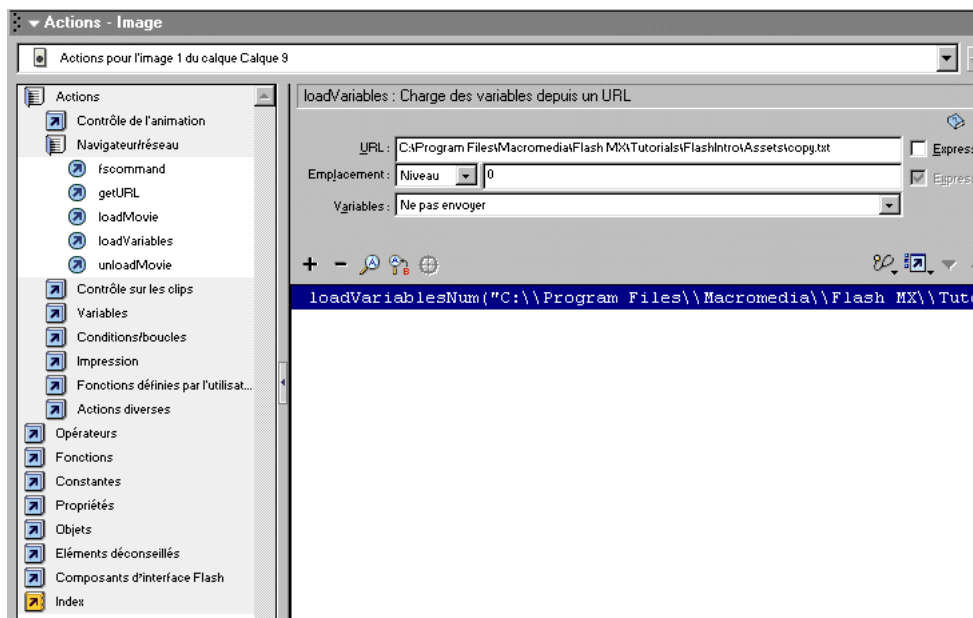 Actions - Image
Actions pour l'image 1 du calque Calque 9
Actions
Contrôle de l'animation
Navigateur/réseau
fscommand
getURL
loadMovie
loadVariables
unloadMovie
Contrôle sur les clips
Variables
Conditions/boucles
Impression
Fonctions définies par l'utilisat...
Actions diverses
Opérateurs
Fonctions
Constantes
Propriétés
Objets
Eléments déconseillés
Composants d'interface Flash
Index
loadVariables : Charge des variables depuis un URL
URL : C:\Program Files\Macromedia\Flash MX\Tutorials\FlashIntro\Assets\copy.txt Express
Emplacement : Niveau 0 Express
Variables : Ne pas envoyer
loadVariablesNum("C:\\Program Files\\Macromedia\\Flash MX\\Tuto